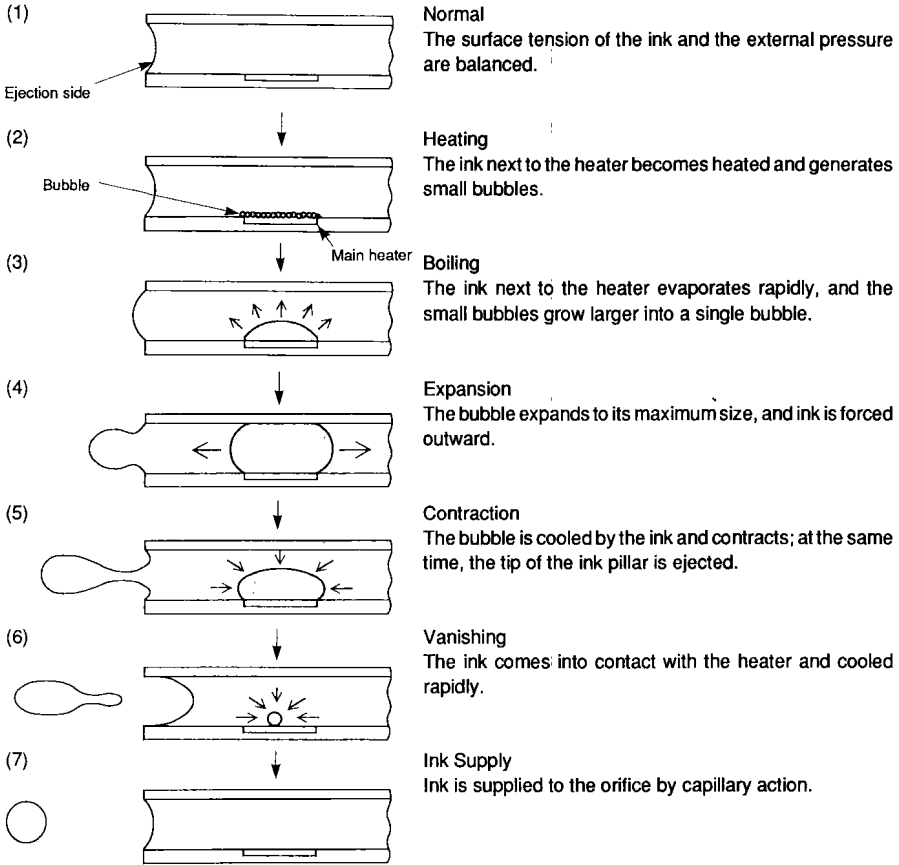 (1)
Normal
The surface tension of the ink and the external pressure
are balanced.
Ejection side
(2)
Heating
The ink next to the heater becomes heated and generates
small bubbles.
Bubble
Main heater
(3)
Boiling
The ink next to the heater evaporates rapidly, and the
small bubbles grow larger into a single bubble.
(4)
Expansion
The bubble expands to its maximum size, and ink is forced
outward.
(5)
Contraction
The bubble is cooled by the ink and contracts; at the same
time, the tip of the ink pillar is ejected.
(6)
Vanishing
The ink comes into contact with the heater and cooled
rapidly.
(7)
Ink Supply
Ink is supplied to the orifice by capillary action.